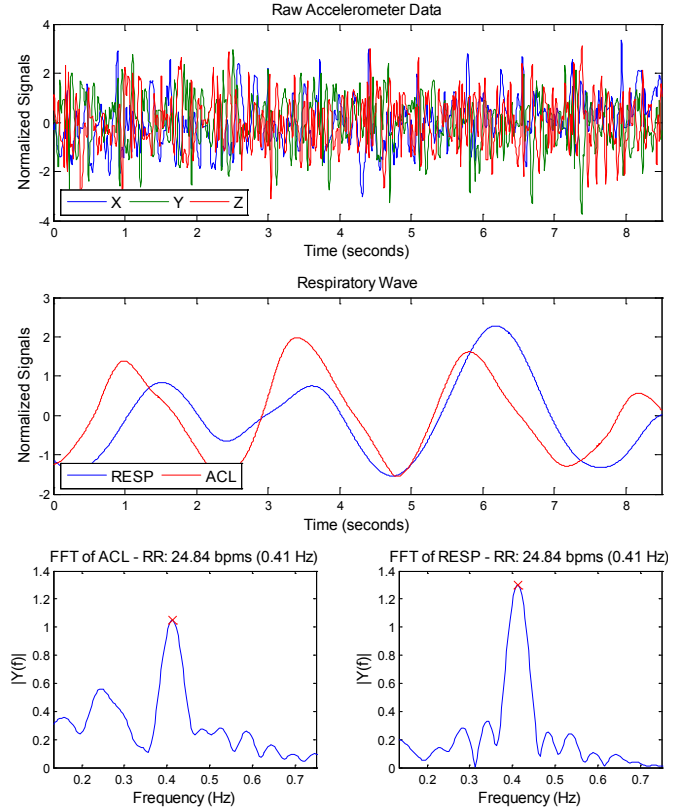 Raw Accelerometer Data
Normalized Signals
4
2
0
-2
-4
X Y Z
0 1 2 3 4 5 6 7 8
Time (seconds)
Respiratory Wave
Normalized Signals
3
2
1
0
-1
-2
RESP ACL
0 1 2 3 4 5 6 7 8
Time (seconds)
FFT of ACL - RR: 24.84 bpms (0.41 Hz)
|Y(f)|
1.4
1.2
1
0.8
0.6
0.4
0.2
0
0.2 0.3 0.4 0.5 0.6 0.7
Frequency (Hz)
FFT of RESP - RR: 24.84 bpms (0.41 Hz)
|Y(f)|
1.4
1.2
1
0.8
0.6
0.4
0.2
0
0.2 0.3 0.4 0.5 0.6 0.7
Frequency (Hz)